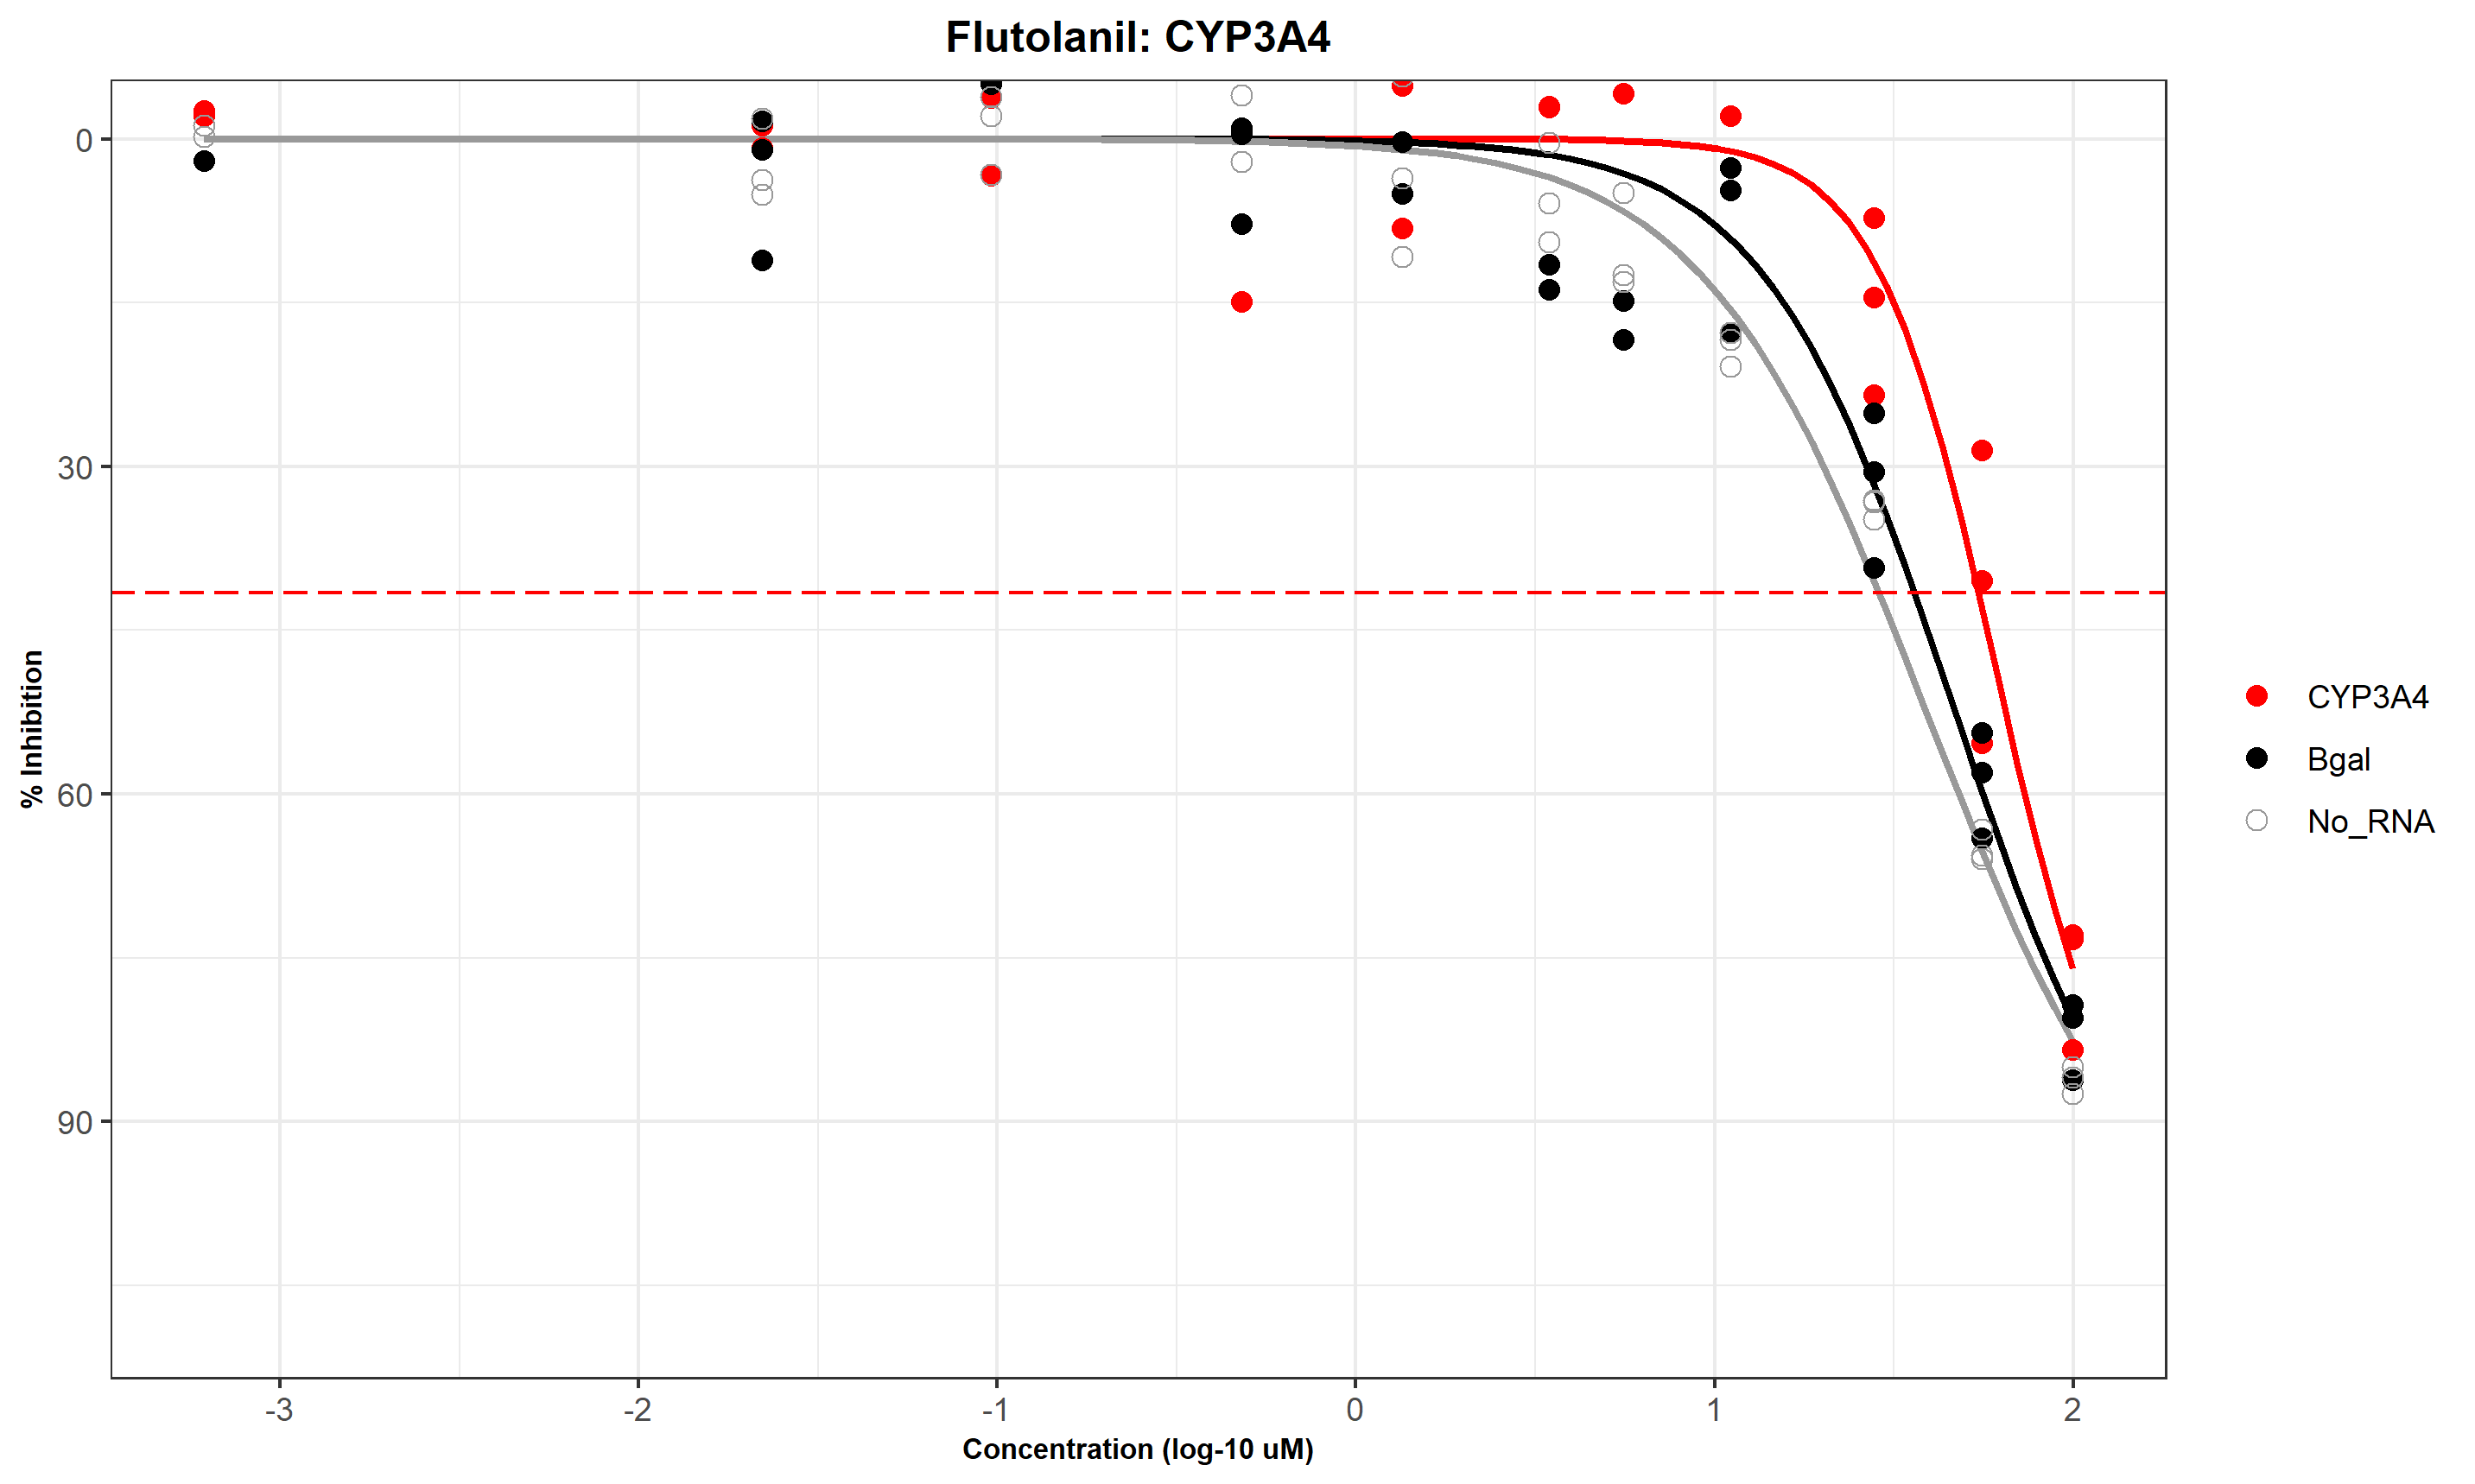 Flutolanil: CYP3A4
% Inhibition
0
30
60
90
-3
-2
-1
0
1
2
Concentration (log-10 uM)
CYP3A4
Bgal
No_RNA